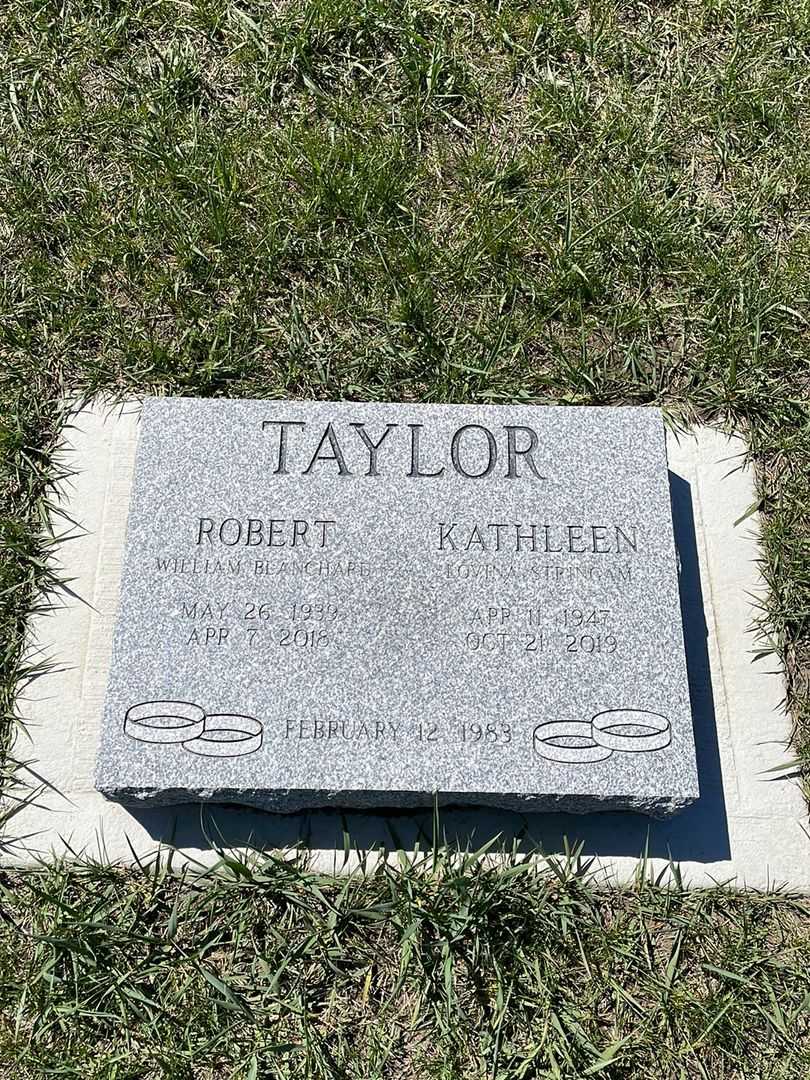 TAYLOR
ROBERT
WILLIAM BLANCHARD
MAY 26 1939
APR 7 2018
KATHLEEN
LOVINA STRINGAM
APR 11 1947
OCT 21 2019
FEBRUARY 12 1983